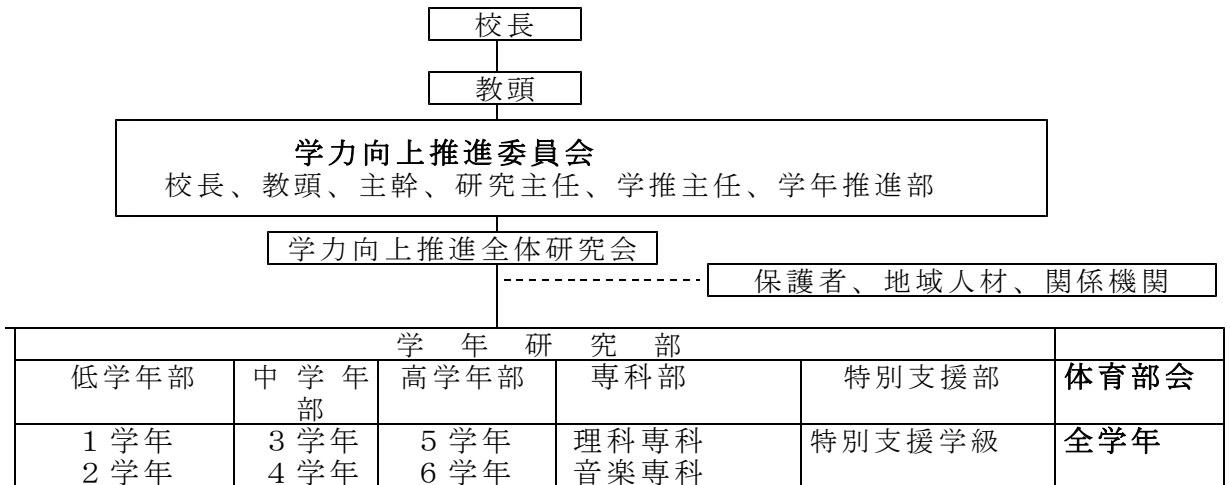 校長
教頭
学力向上推進委員会
校長、教頭、主幹、研究主任、学推主任、学年推進部
学力向上推進全体研究会
保護者、地域人材、関係機関
学年研究部
低学年部 中学年部 高学年部 専科部 特別支援部 体育部会
1学年 3学年 5学年 理科専科 特別支援学級 全学年
2学年 4学年 6学年 音楽専科